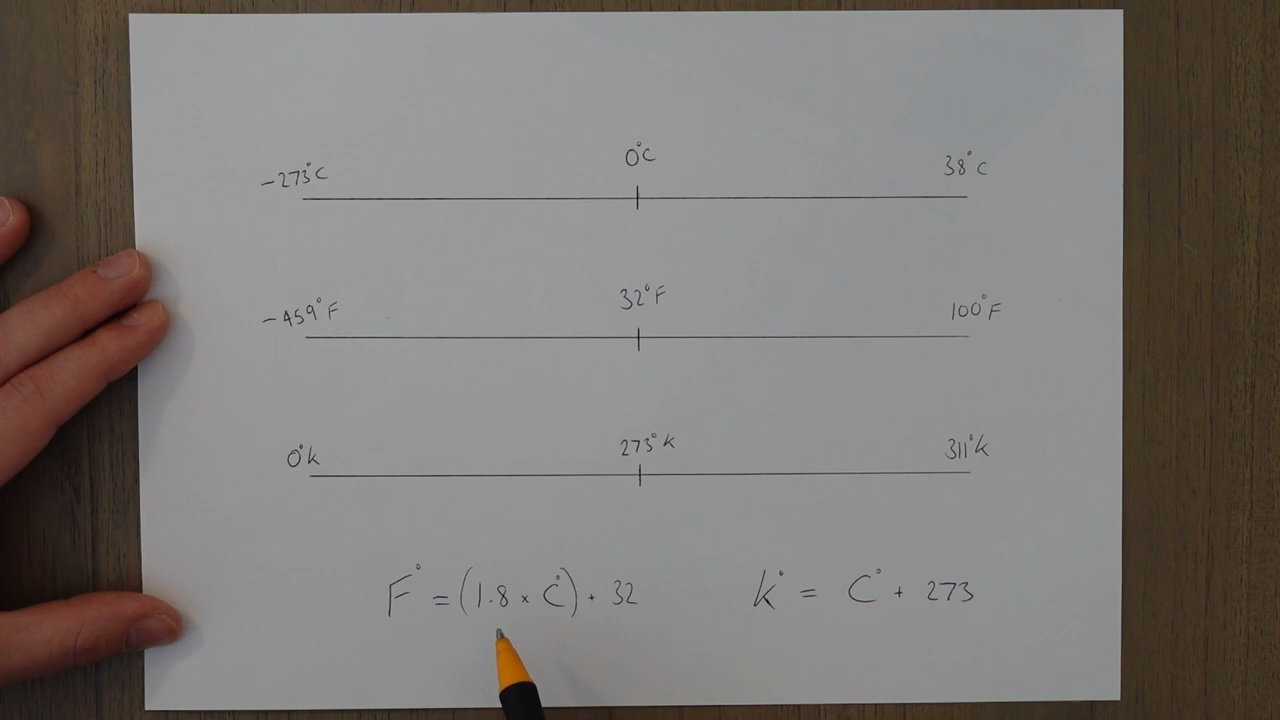 -273°C 0°C 38°C
-459°F 32°F 100°F
0°K 273°K 311°K
F° = (1.8 × C°) + 32 K° = C° + 273